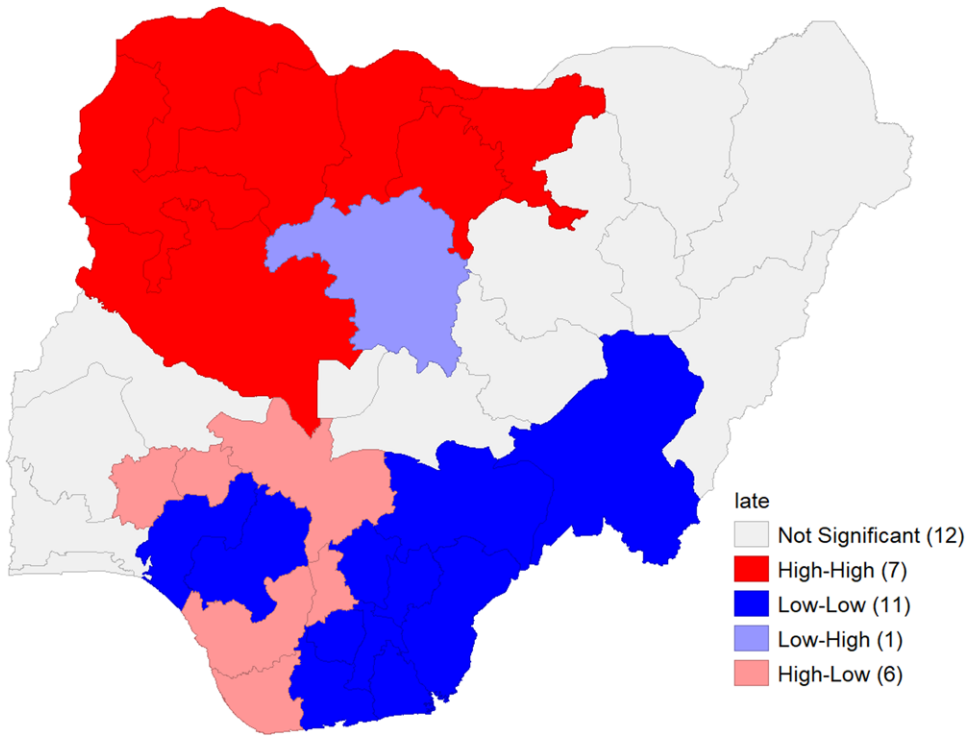 late
Not Significant (12)
High-High (7)
Low-Low (11)
Low-High (1)
High-Low (6)